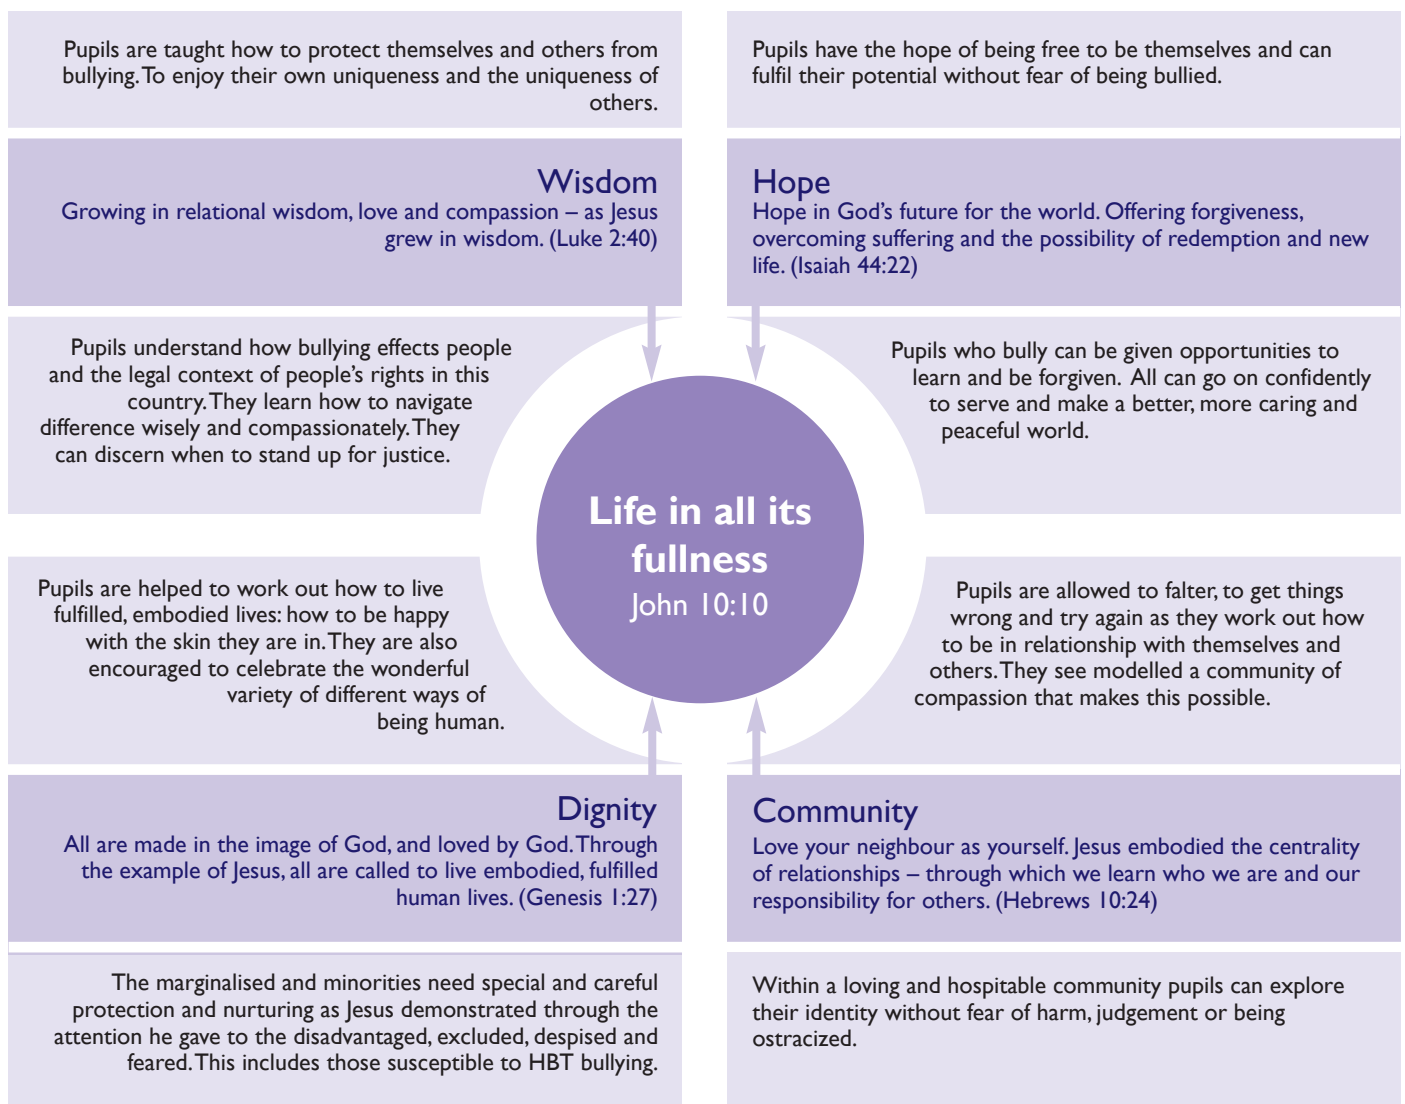 Pupils are taught how to protect themselves and others from
bullying. To enjoy their own uniqueness and the uniqueness of
others.
Wisdom
Growing in relational wisdom, love and compassion – as Jesus
grew in wisdom. (Luke 2:40)
Pupils understand how bullying effects people
and the legal context of people’s rights in this
country. They learn how to navigate
difference wisely and compassionately. They
can discern when to stand up for justice.
Pupils have the hope of being free to be themselves and can
fulfil their potential without fear of being bullied.
Hope
Hope in God’s future for the world. Offering forgiveness,
overcoming suffering and the possibility of redemption and new
life. (Isaiah 44:22)
Pupils who bully can be given opportunities to
learn and be forgiven. All can go on confidently
to serve and make a better, more caring and
peaceful world.
Life in all its
fullness
John 10:10
Pupils are helped to work out how to live
fulfilled, embodied lives: how to be happy
with the skin they are in. They are also
encouraged to celebrate the wonderful
variety of different ways of
being human.
Dignity
All are made in the image of God, and loved by God. Through
the example of Jesus, all are called to live embodied, fulfilled
human lives. (Genesis 1:27)
The marginalised and minorities need special and careful
protection and nurturing as Jesus demonstrated through the
attention he gave to the disadvantaged, excluded, despised and
feared. This includes those susceptible to HBT bullying.
Pupils are allowed to falter, to get things
wrong and try again as they work out how
to be in relationship with themselves and
others. They see modelled a community of
compassion that makes this possible.
Community
Love your neighbour as yourself. Jesus embodied the centrality
of relationships – through which we learn who we are and our
responsibility for others. (Hebrews 10:24)
Within a loving and hospitable community pupils can explore
their identity without fear of harm, judgement or being
ostracized.